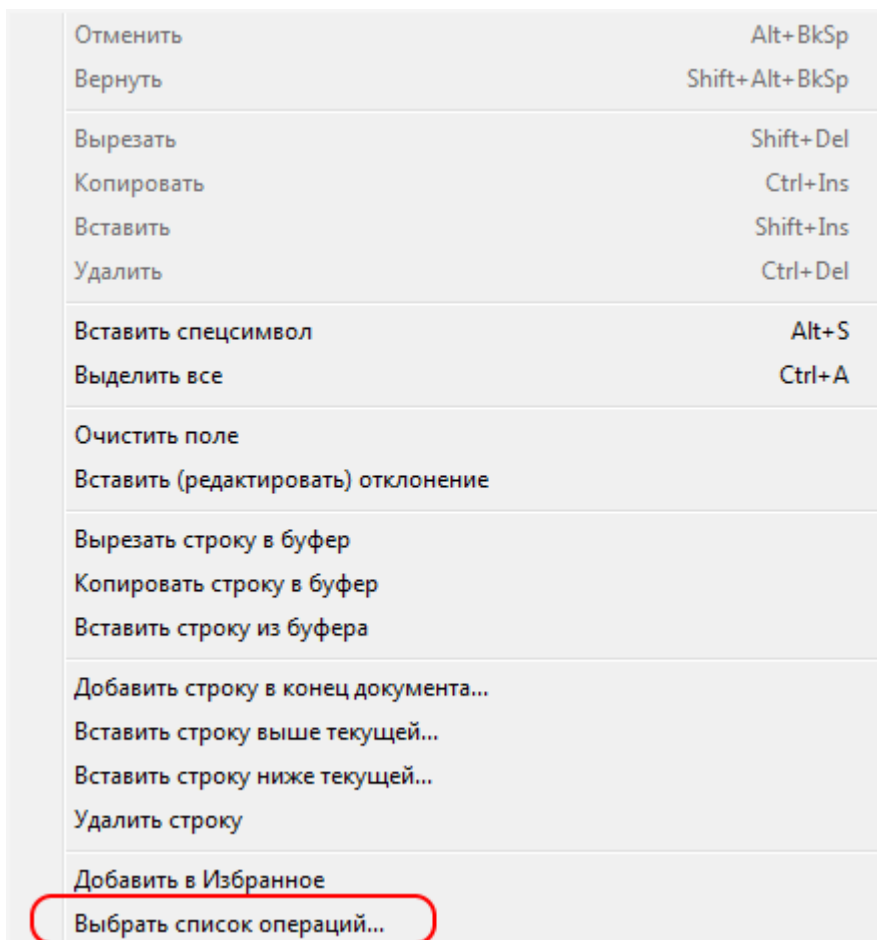 Отменить Alt+BkSp
Вернуть Shift+Alt+BkSp
Вырезать Shift+Del
Копировать Ctrl+Ins
Вставить Shift+Ins
Удалить Ctrl+Del
Вставить спецсимвол Alt+S
Выделить все Ctrl+A
Очистить поле
Вставить (редактировать) отклонение
Вырезать строку в буфер
Копировать строку в буфер
Вставить строку из буфера
Добавить строку в конец документа...
Вставить строку выше текущей...
Вставить строку ниже текущей...
Удалить строку
Добавить в Избранное
Выбрать список операций...